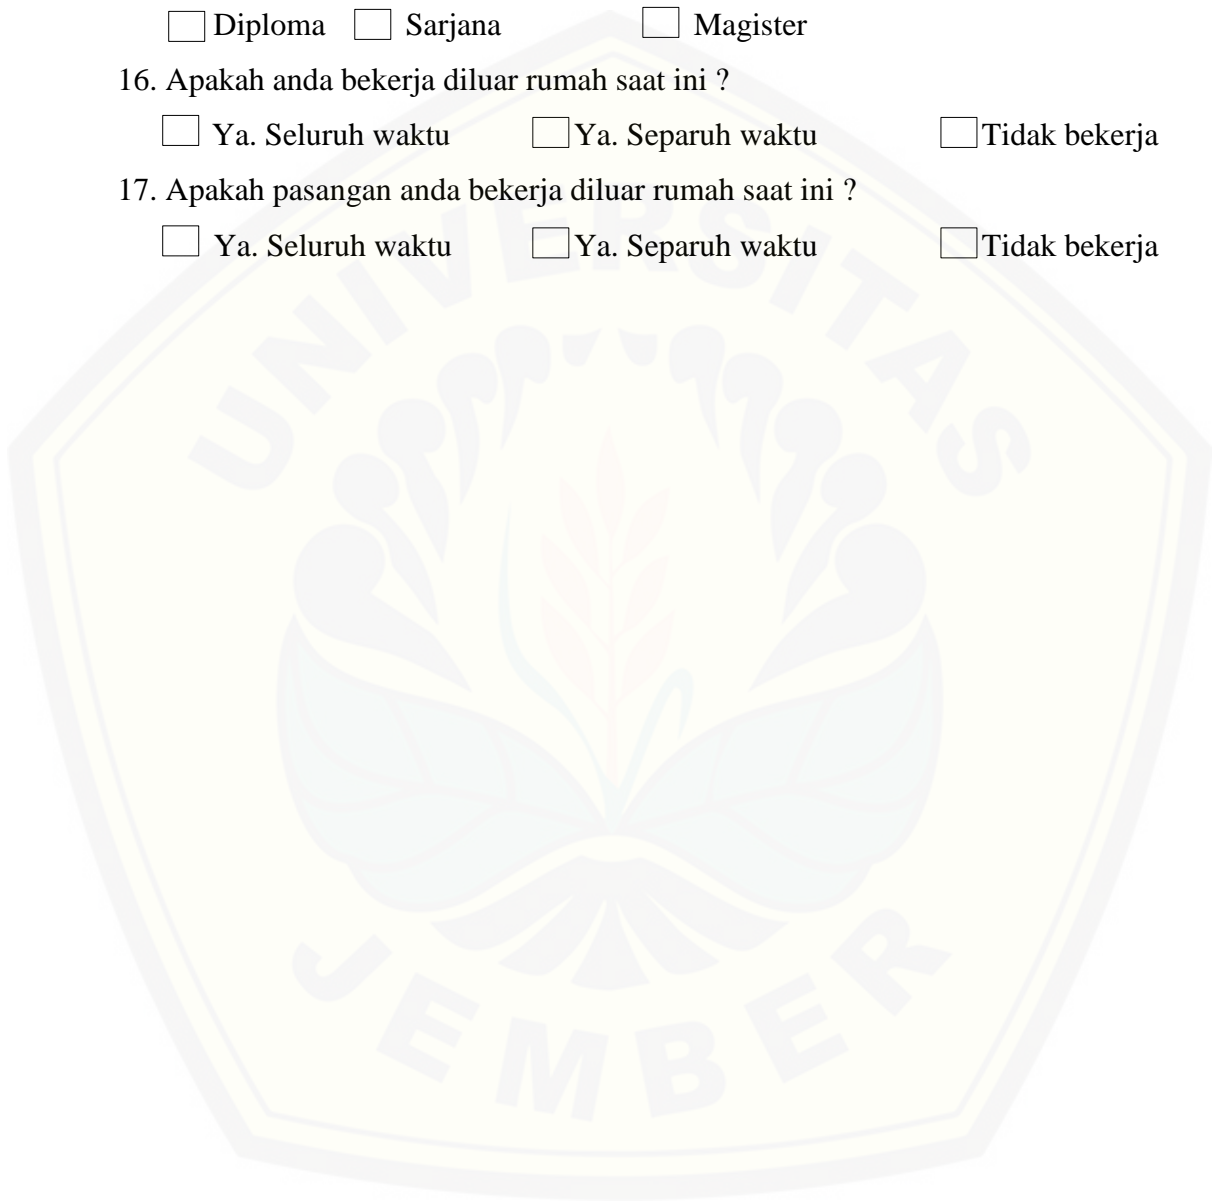 Diploma Sarjana Magister
16. Apakah anda bekerja diluar rumah saat ini ?
Ya. Seluruh waktu Ya. Separuh waktu Tidak bekerja
17. Apakah pasangan anda bekerja diluar rumah saat ini ?
Ya. Seluruh waktu Ya. Separuh waktu Tidak bekerja
UNIVERSITAS
JEMBER